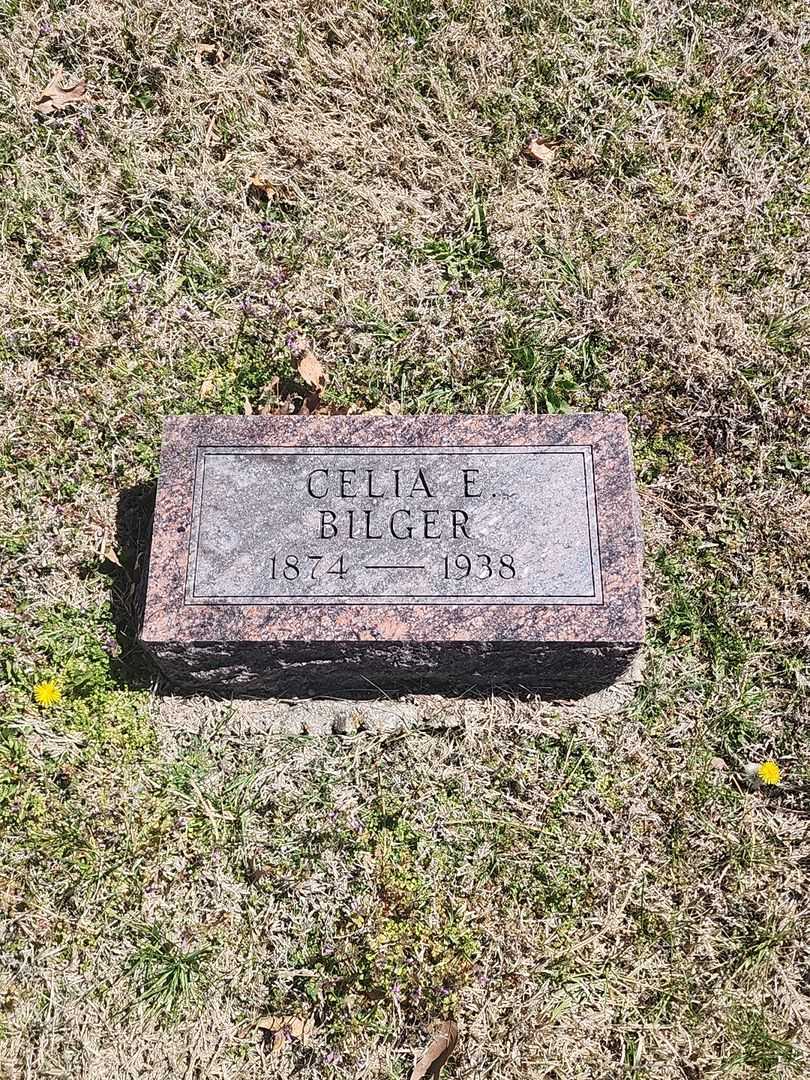 CELIA E.
BILGER
1874 — 1938